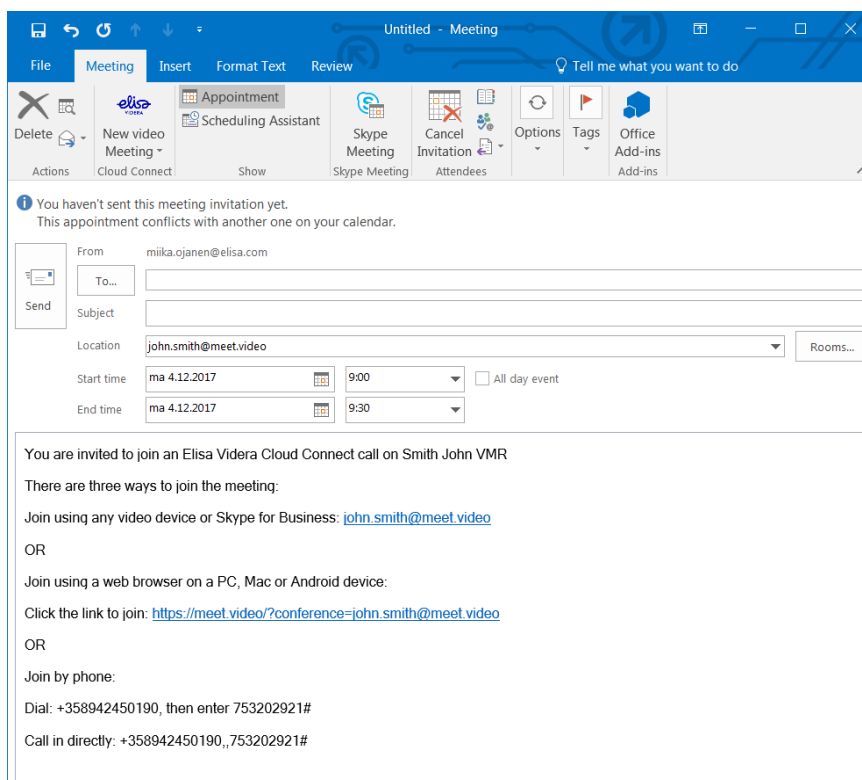 Untitled - Meeting
File Meeting Insert Format Text Review Tell me what you want to do
Delete
elisa
VIDERA
New video
Meeting
Appointment
Scheduling Assistant
Skype
Meeting
Cancel
Invitation
Options
Tags
Office
Add-ins
Actions Cloud Connect Show Skype Meeting Attendees Add-ins
You haven't sent this meeting invitation yet.
This appointment conflicts with another one on your calendar.
Send
From miika.ojanen@elisa.com
To...
Subject
Location john.smith@meet.video Rooms...
Start time ma 4.12.2017 9:00 All day event
End time ma 4.12.2017 9:30
You are invited to join an Elisa Videra Cloud Connect call on Smith John VMR
There are three ways to join the meeting:
Join using any video device or Skype for Business: john.smith@meet.video
OR
Join using a web browser on a PC, Mac or Android device:
Click the link to join: https://meet.video/?conference=john.smith@meet.video
OR
Join by phone:
Dial: +358942450190, then enter 753202921#
Call in directly: +358942450190,,753202921#